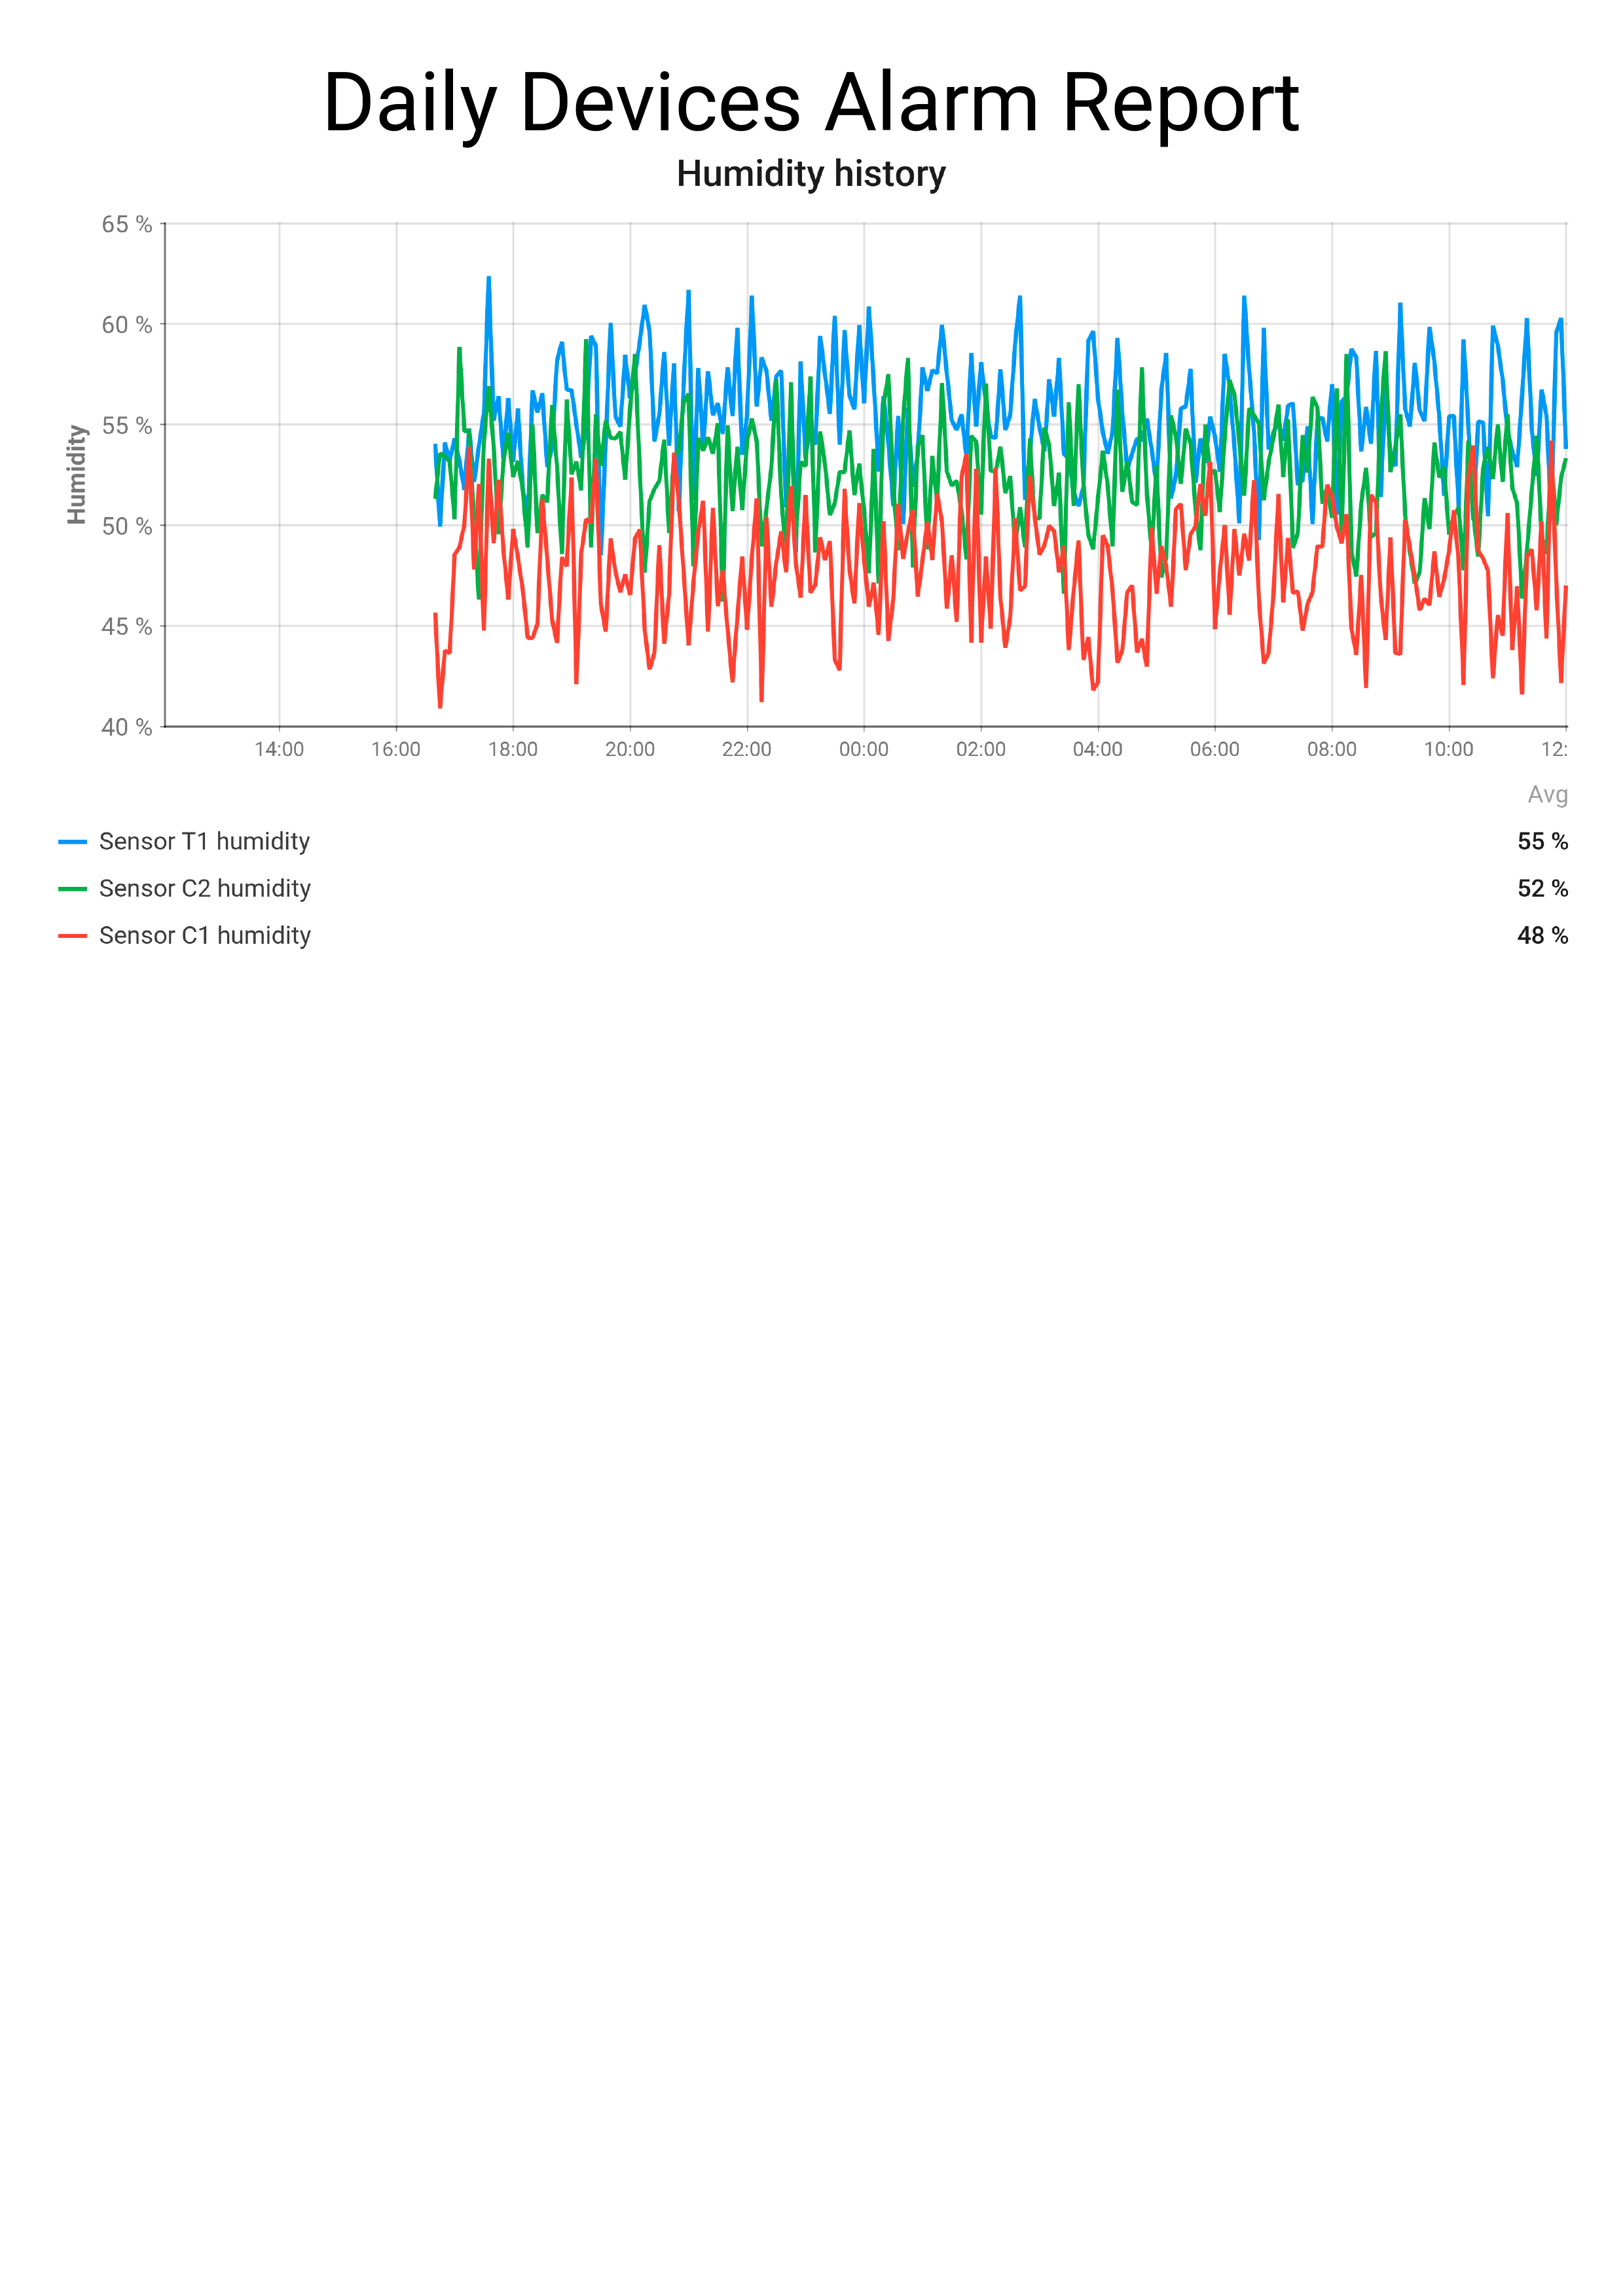 Daily Devices Alarm Report
Humidity history
65 %
60 %
55 %
50 %
45 %
40 %
Humidity
14:00 16:00 18:00 20:00 22:00 00:00 02:00 04:00 06:00 08:00 10:00 12:
Avg
Sensor T1 humidity 55 %
Sensor C2 humidity 52 %
Sensor C1 humidity 48 %